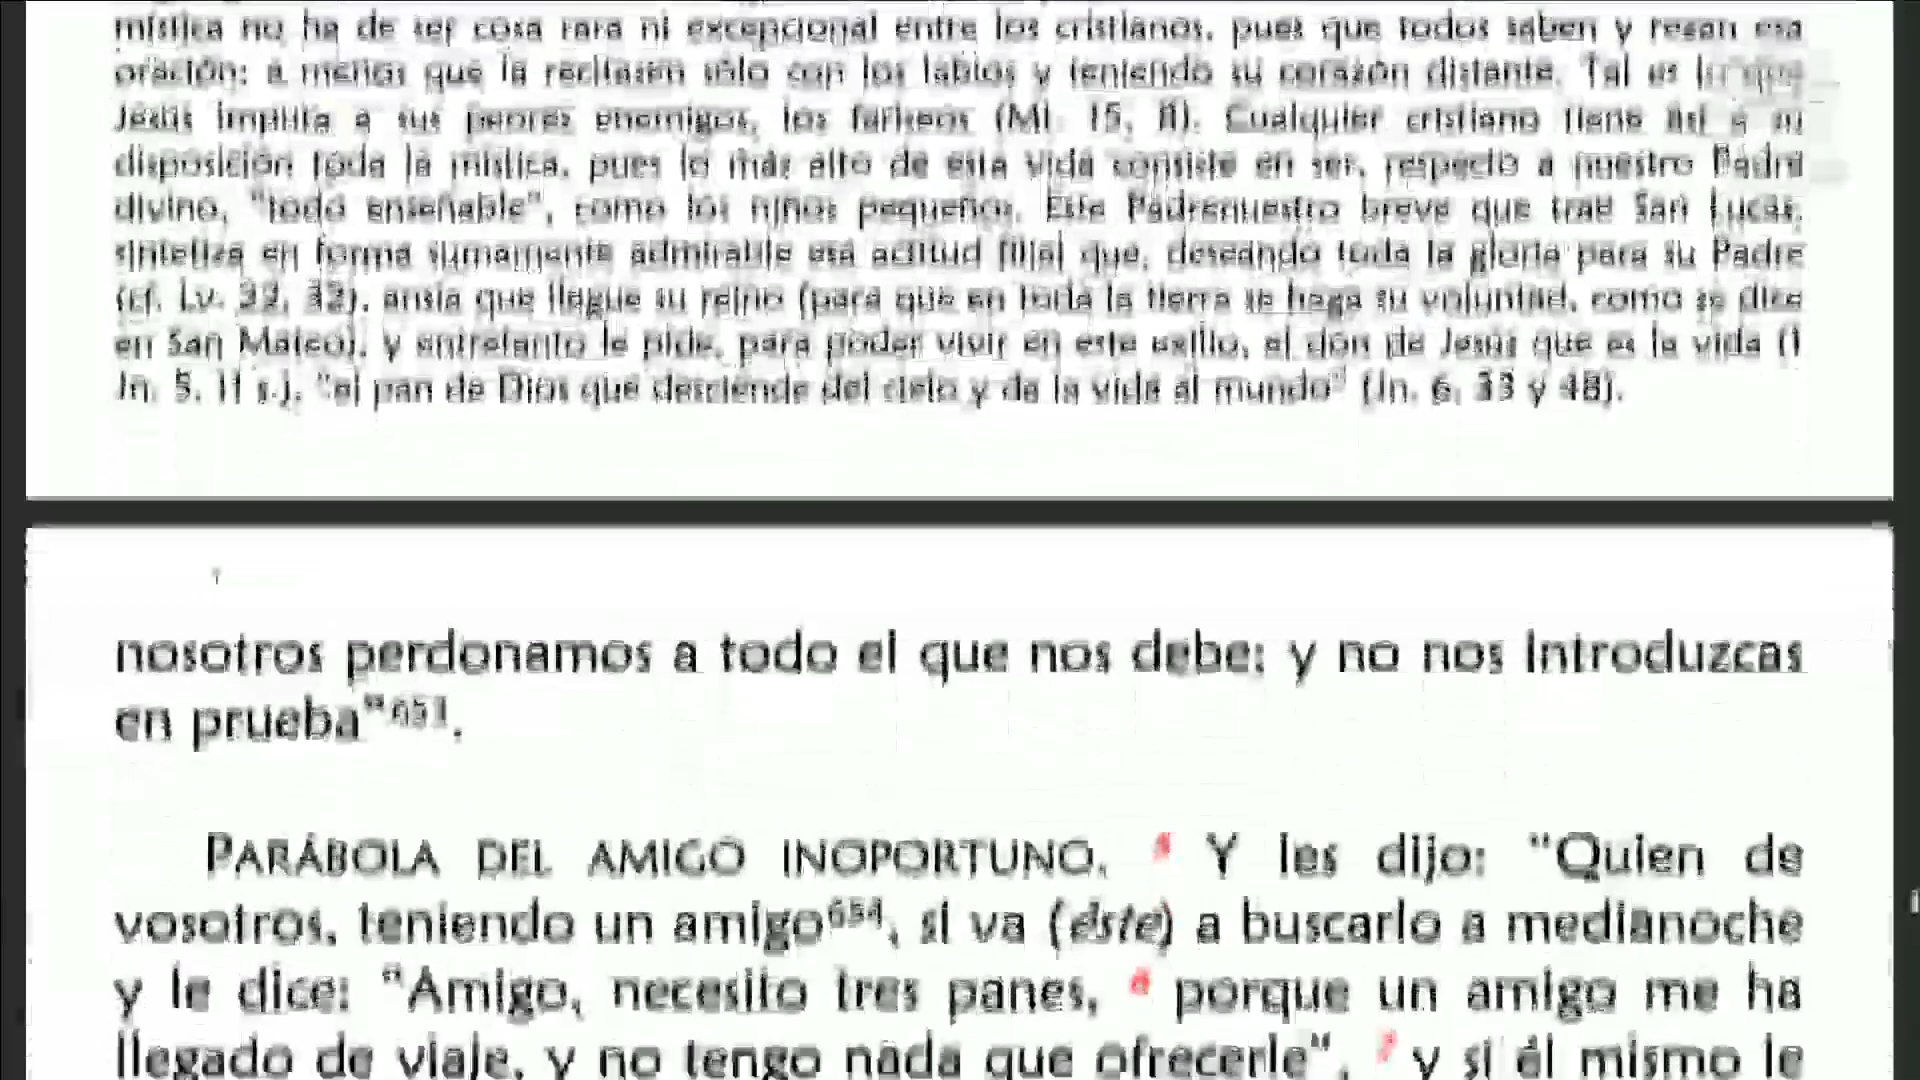 mística no ha de ser cosa rara ni excepcional entre los cristianos, pues que todos saben y rezan esa
oración; a menos que la recitasen sólo con los labios y teniendo su corazón distante. Tal es lo que
Jesús imputa a sus peores enemigos, los fariseos (Mt. 15, 8). Cualquier cristiano tiene así a su
disposición toda la mística, pues lo más alto de esta vida consiste en ser, respecto a nuestro Padre
divino, "todo enseñable", como los niños pequeños. Este Padrenuestro breve que trae San Lucas,
sintetiza en forma sumamente admirable esa actitud filial que, deseando toda la gloria para su Padre
(cf. Lv. 22, 32), ansía que llegue su reino (para que en toda la tierra se haga su voluntad, como se dice
en San Mateo), y entretanto le pide, para poder vivir en este exilio, el don de Jesús que es la vida (I
Jn. 5, 11 s.), "el pan de Dios que desciende del cielo y da la vida al mundo" (Jn. 6, 33 y 48).
nosotros perdonamos a todo el que nos debe; y no nos introduzcas
en prueba"653.
PARÁBOLA DEL AMIGO INOPORTUNO. 5 Y les dijo: "Quien de
vosotros, teniendo un amigo654, si va (éste) a buscarlo a medianoche
y le dice: "Amigo, necesito tres panes, 6 porque un amigo me ha
llegado de viaje, y no tengo nada que ofrecerle", 7 y si él mismo le